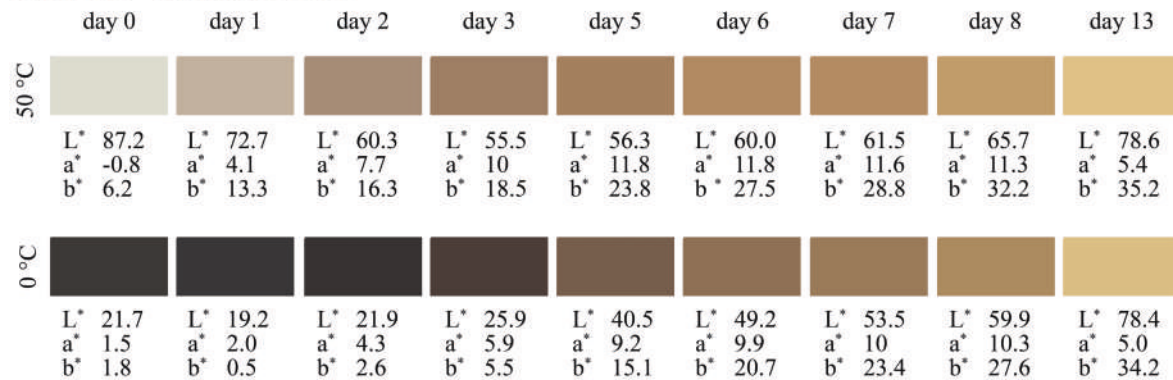 day 0 day 1 day 2 day 3 day 5 day 6 day 7 day 8 day 13
50 °C
L* 87.2 L* 72.7 L* 60.3 L* 55.5 L* 56.3 L* 60.0 L* 61.5 L* 65.7 L* 78.6
a* -0.8 a* 4.1 a* 7.7 a* 10 a* 11.8 a* 11.8 a* 11.6 a* 11.3 a* 5.4
b* 6.2 b* 13.3 b* 16.3 b* 18.5 b* 23.8 b* 27.5 b* 28.8 b* 32.2 b* 35.2
0 °C
L* 21.7 L* 19.2 L* 21.9 L* 25.9 L* 40.5 L* 49.2 L* 53.5 L* 59.9 L* 78.4
a* 1.5 a* 2.0 a* 4.3 a* 5.9 a* 9.2 a* 9.9 a* 10 a* 10.3 a* 5.0
b* 1.8 b* 0.5 b* 2.6 b* 5.5 b* 15.1 b* 20.7 b* 23.4 b* 27.6 b* 34.2